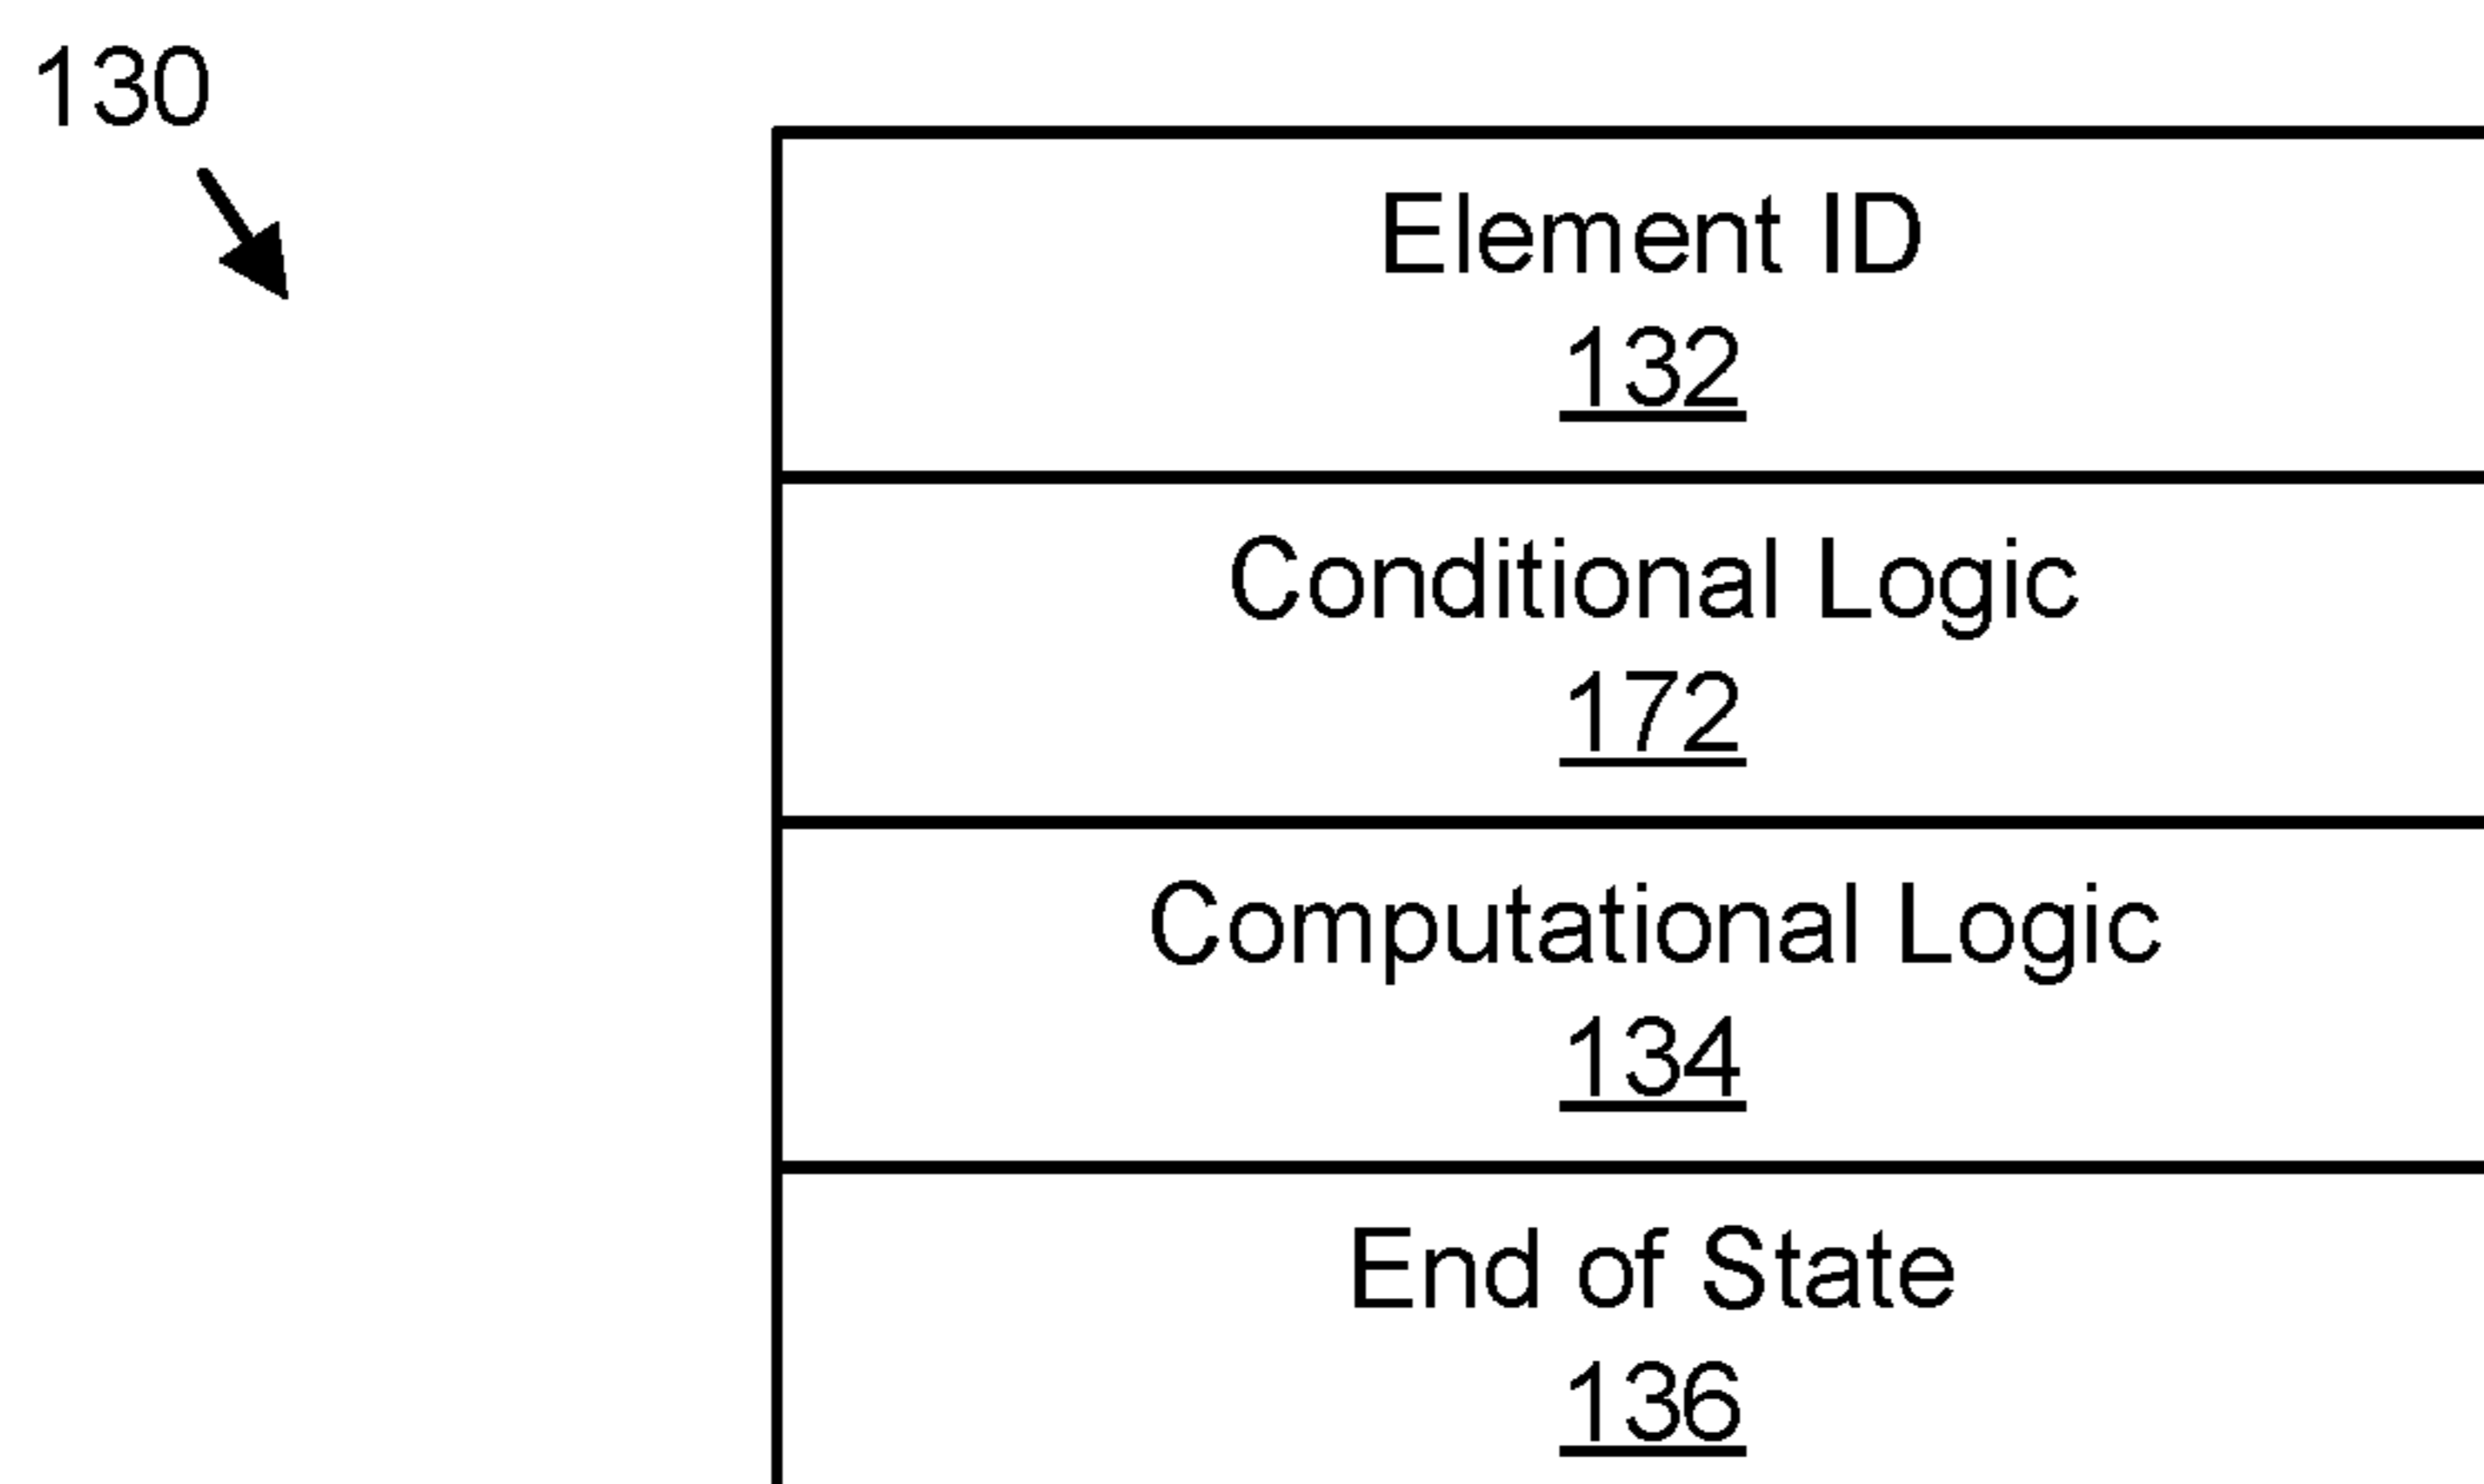 130
Element ID
132
Conditional Logic
172
Computational Logic
134
End of State
136